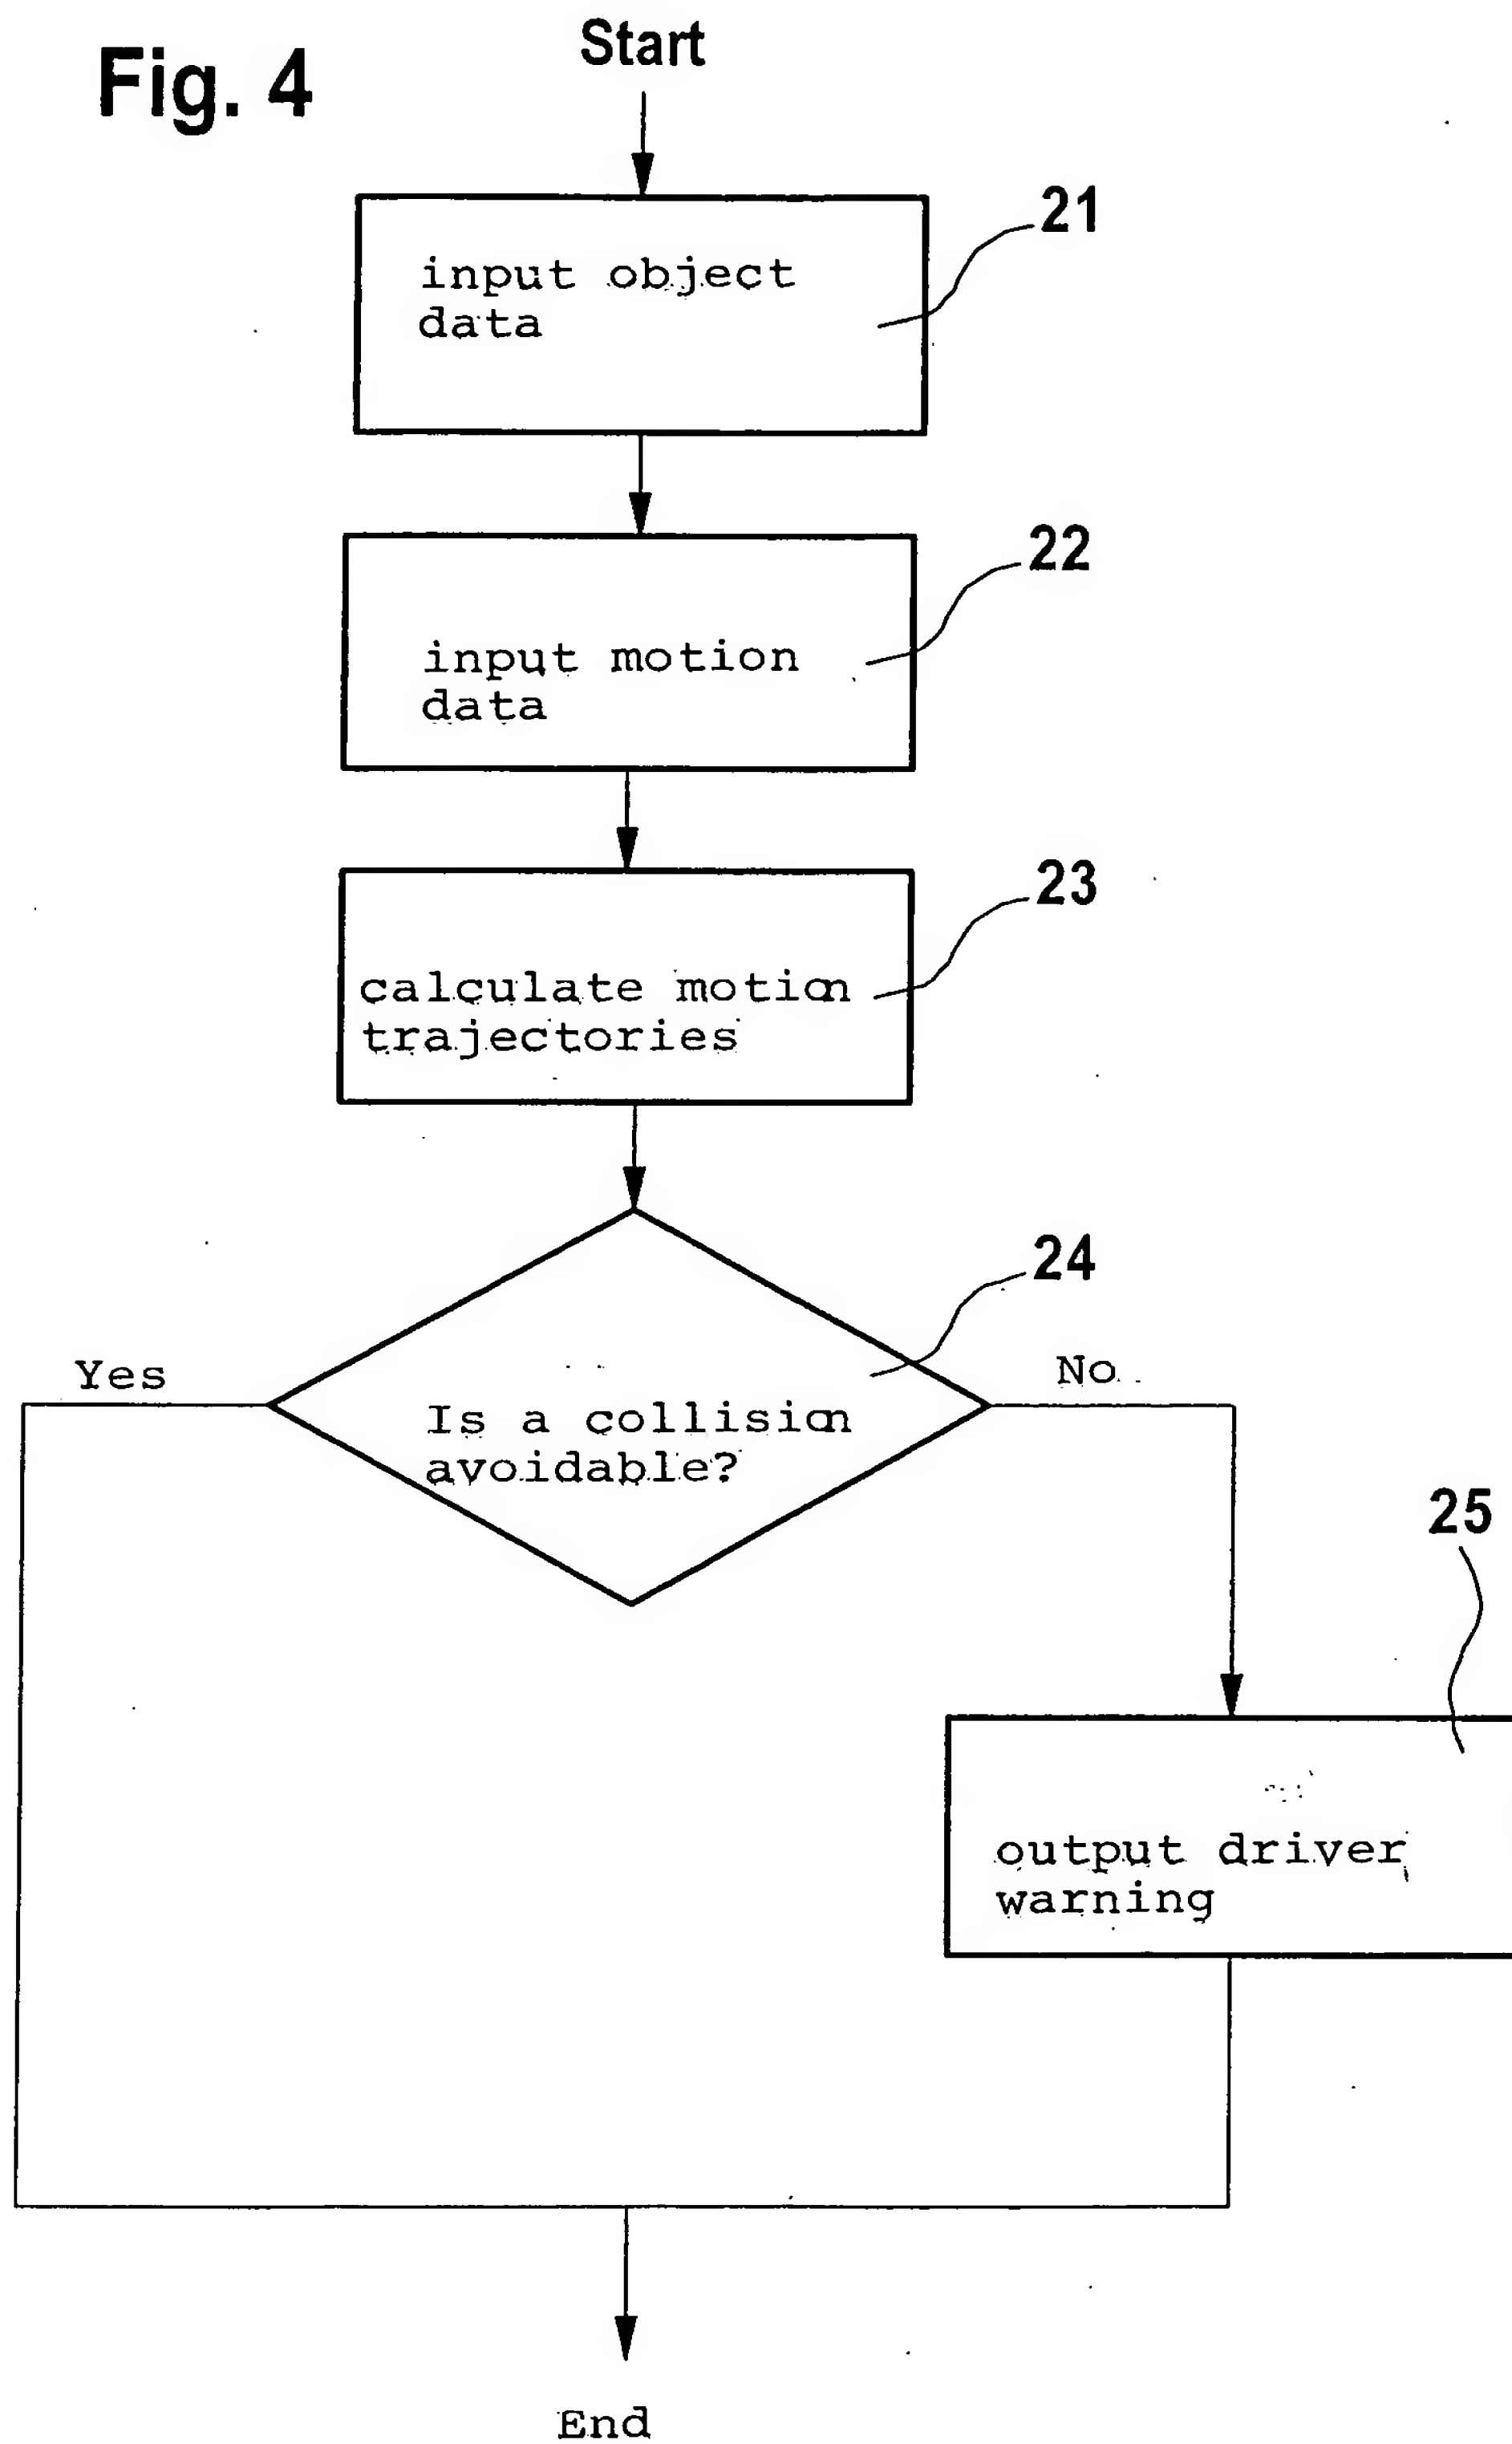 Fig. 4
Start
21
input object
data
22
input motion
data
23
calculate motion
trajectories
24
Yes
No
Is a collision
avoidable?
25
output driver
warning
End